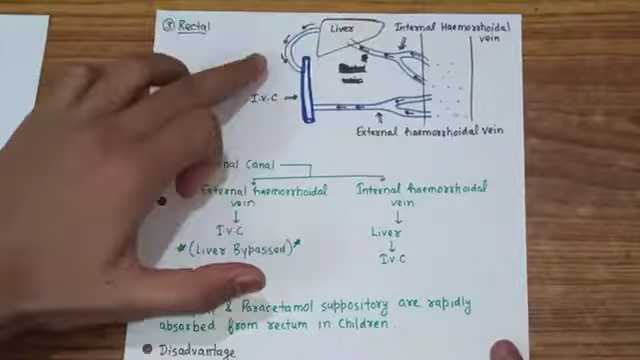 ③ Rectal
Liver
Internal Haemorrhoidal
vein
I.V.C
External haemorrhoidal vein
Canal
External haemorrhoidal
vein
I.V.C
*(Liver Bypassed)*
Internal haemorrhoidal
vein
Liver
I.V.C
& Paracetamol suppository are rapidly
absorbed from rectum in Children.
Disadvantage